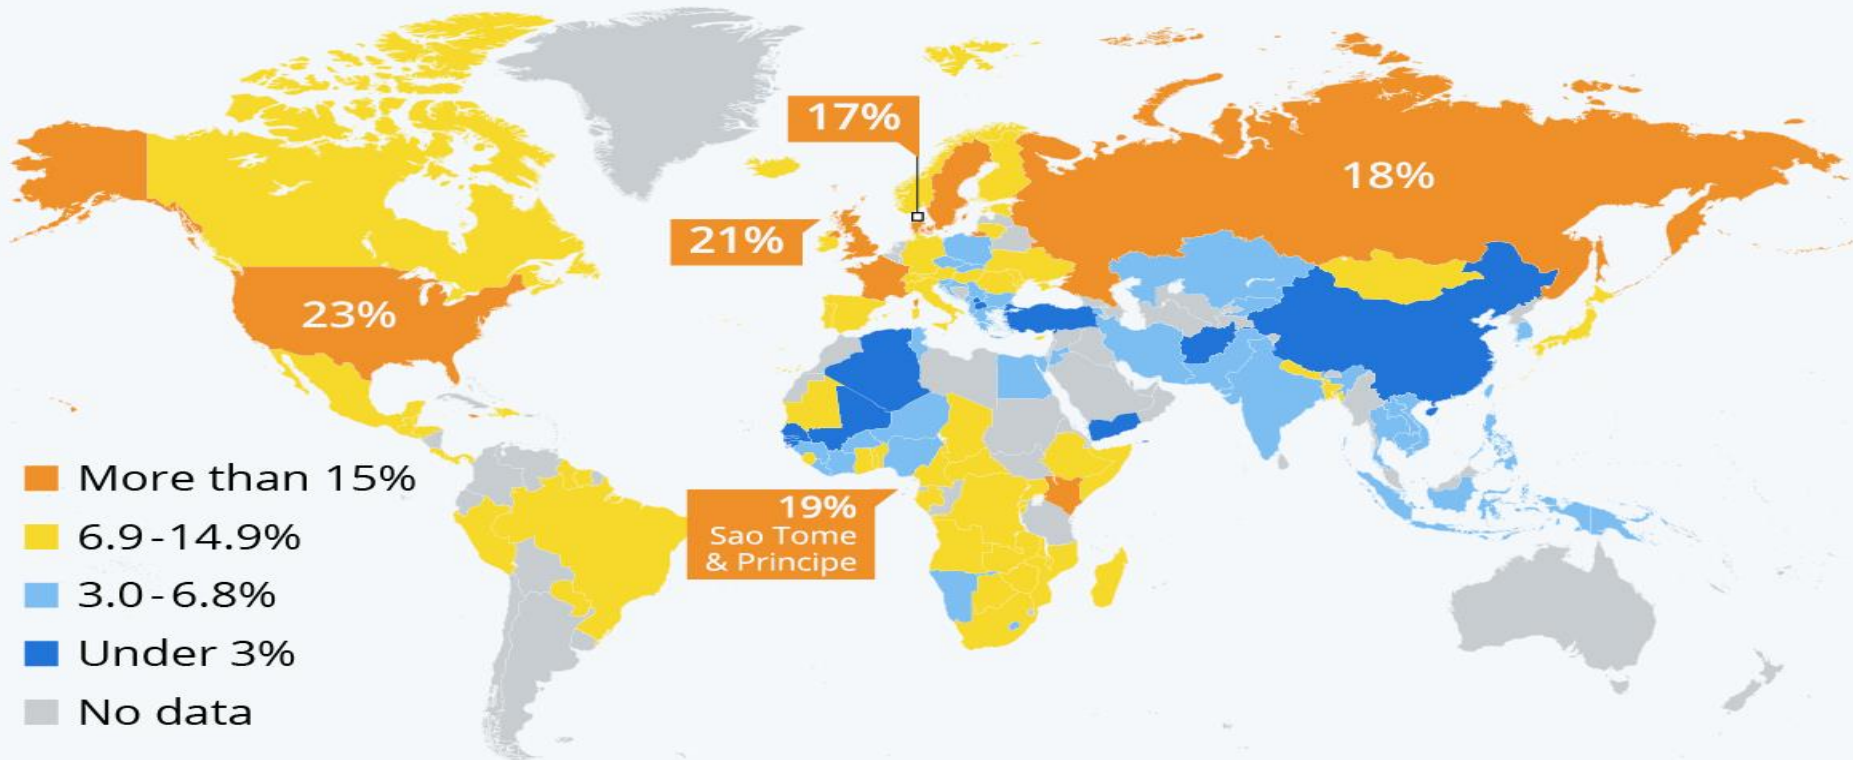 17%
18%
21%
23%
More than 15%
6.9-14.9%
3.0-6.8%
Under 3%
No data
19%
Sao Tome
& Principe